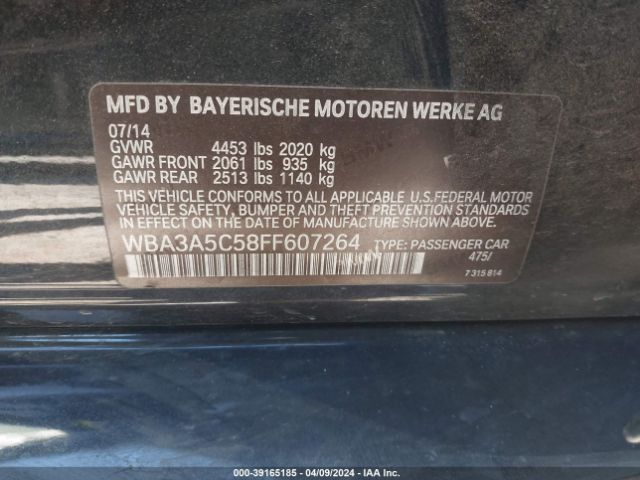 MFD BY BAYERISCHE MOTOREN WERKE AG
07/14
GVWR 4453 lbs 2020 kg
GAWR FRONT 2061 lbs 935 kg
GAWR REAR 2513 lbs 1140 kg
THIS VEHICLE CONFORMS TO ALL APPLICABLE U.S.FEDERAL MOTOR
VEHICLE SAFETY, BUMPER AND THEFT PREVENTION STANDARDS
IN EFFECT ON THE DATE OF MANUFACTURE SHOWN ABOVE.
WBA3A5C58FF607264 TYPE: PASSENGER CAR
475/
7 315 814
000-39165185 | 04/09/2024 | IAA Inc.